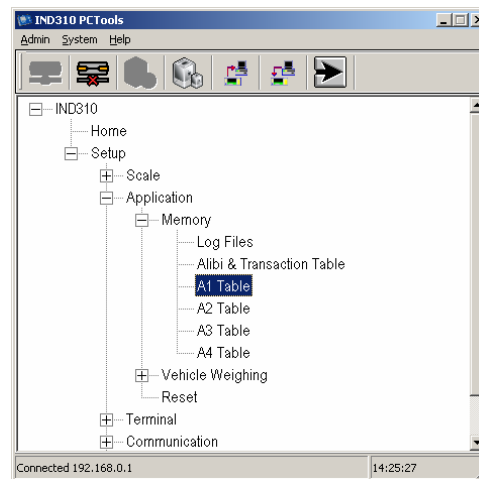 IND310 PCTools
Admin System Help
IND310
Home
Setup
Scale
Application
Memory
Log Files
Alibi & Transaction Table
A1 Table
A2 Table
A3 Table
A4 Table
Vehicle Weighing
Reset
Terminal
Communication
Connected 192.168.0.1 14:25:27